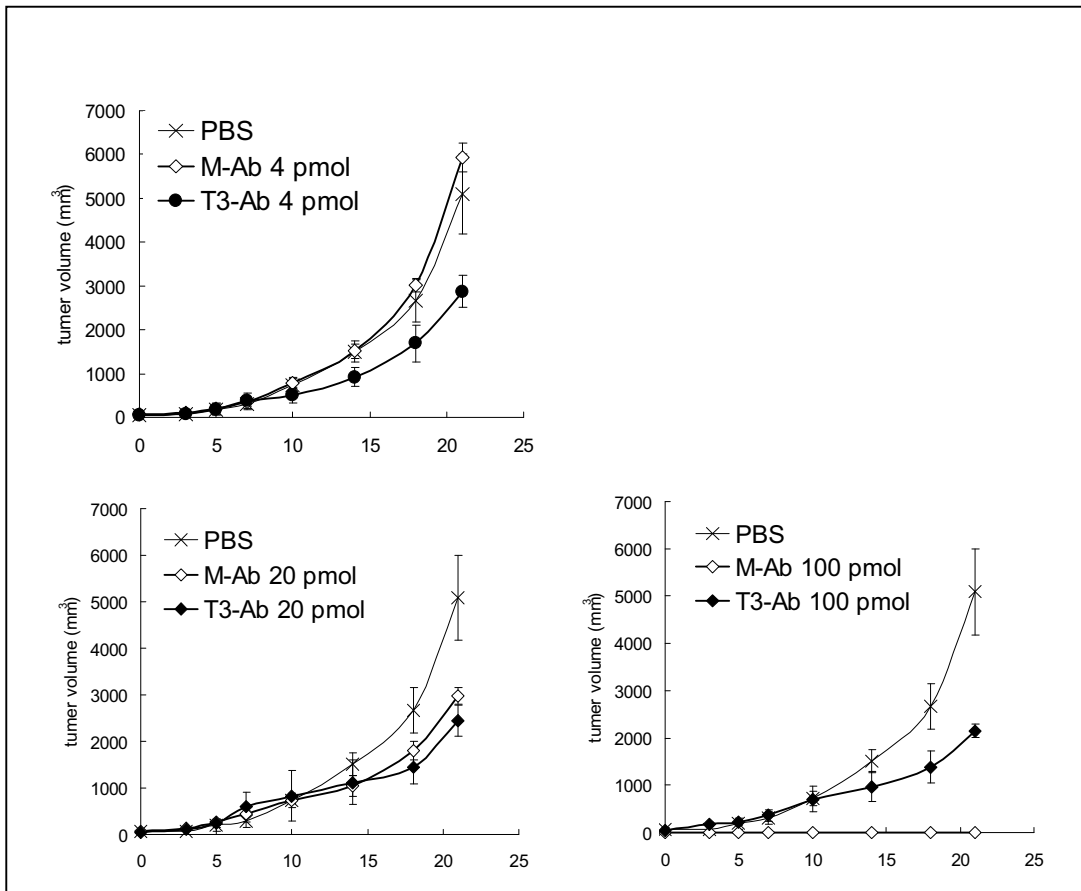 7000
6000
5000
4000
3000
2000
1000
0
tumer volume (mm3)
PBS
M-Ab 4 pmol
T3-Ab 4 pmol
0 5 10 15 20 25
7000
6000
5000
4000
3000
2000
1000
0
tumer volume (mm3)
PBS
M-Ab 20 pmol
T3-Ab 20 pmol
0 5 10 15 20 25
7000
6000
5000
4000
3000
2000
1000
0
tumer volume (mm3)
PBS
M-Ab 100 pmol
T3-Ab 100 pmol
0 5 10 15 20 25